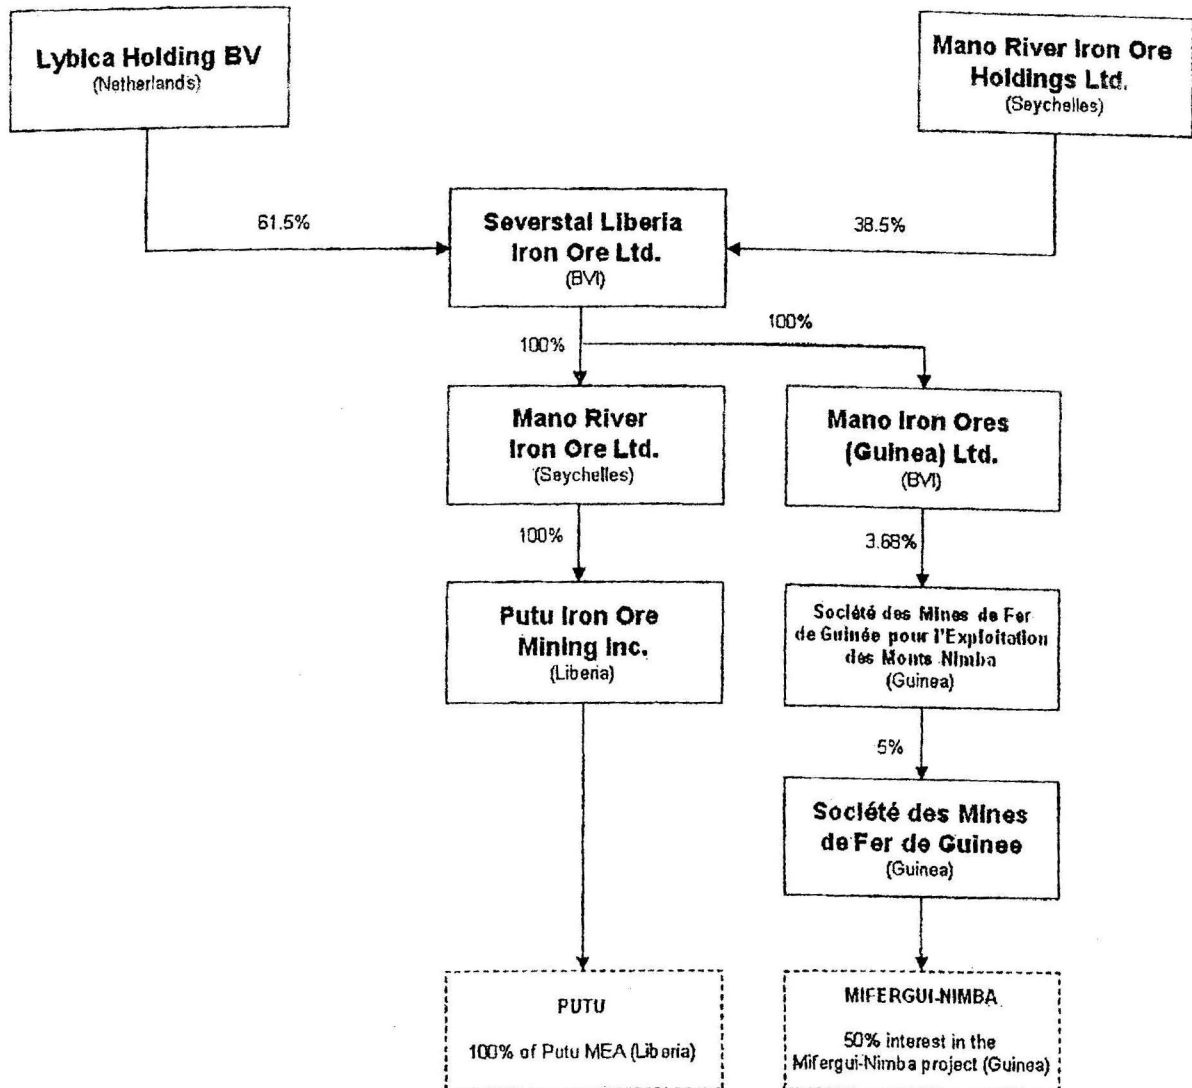 Lybica Holding BV
(Netherlands)
Mano River Iron Ore
Holdings Ltd.
(Seychelles)
61.5%
Severstal Liberia
Iron Ore Ltd.
(BVI)
38.5%
100%
100%
Mano River
Iron Ore Ltd.
(Seychelles)
Mano Iron Ores
(Guinea) Ltd.
(BVI)
100%
3.68%
Putu Iron Ore
Mining Inc.
(Liberia)
Société des Mines de Fer
de Guinée pour l'Exploitation
des Monts Nimba
(Guinea)
5%
Société des Mines
de Fer de Guinee
(Guinea)
PUTU
100% of Putu MEA (Liberia)
MIFERGUI-NIMBA
50% interest in the
Mifergui-Nimba project (Guinea)